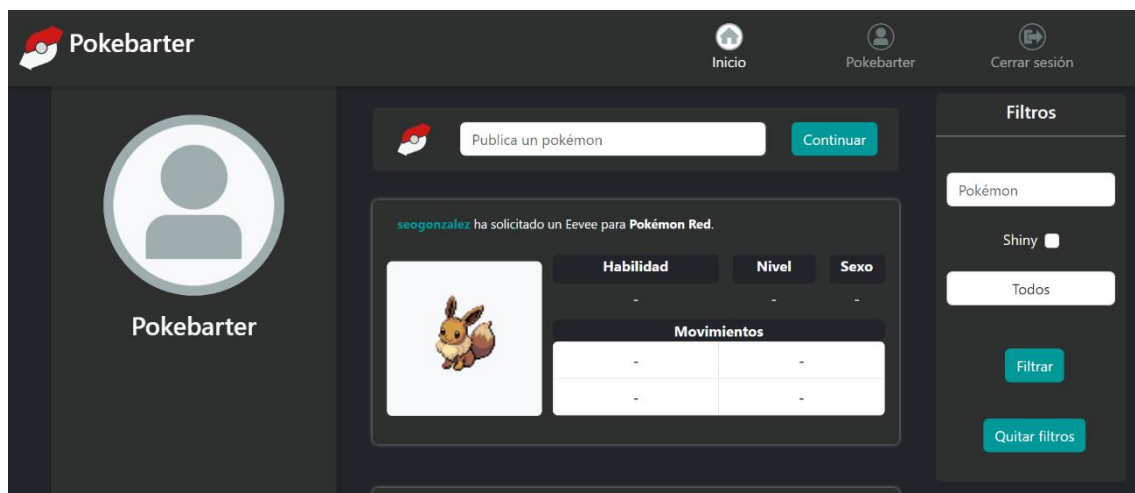 Pokebarter
Inicio
Pokebarter
Cerrar sesión
Pokebarter
Publica un pokémon
Continuar
seogonzalez ha solicitado un Eevee para Pokémon Red.
Habilidad Nivel Sexo
- - -
Movimientos
- -
- -
Filtros
Pokémon
Shiny
Todos
Filtrar
Quitar filtros